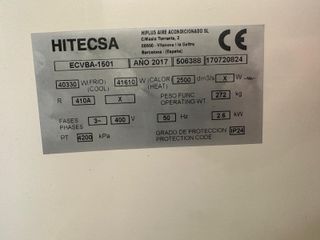 HITECSA
HIPLUS AIRE ACONDICIONADO SL
C/Masia Torrents, 2
08800 - Vilanova i la Geltru
Barcelona - (España)
CE
ECVBA-1501 AÑO 2017 506388 170720824
40330 W(FRIO) (COOL) 41610 W CALOR (HEAT) 2500 dm3/s X W
R 410A X PESO FUNC OPERATING WT. 272 kg
FASES PHASES 3~ 400 V 50 Hz 2.6 kW
PT 4200 kPa GRADO DE PROTECCION PROTECTION CODE IP24